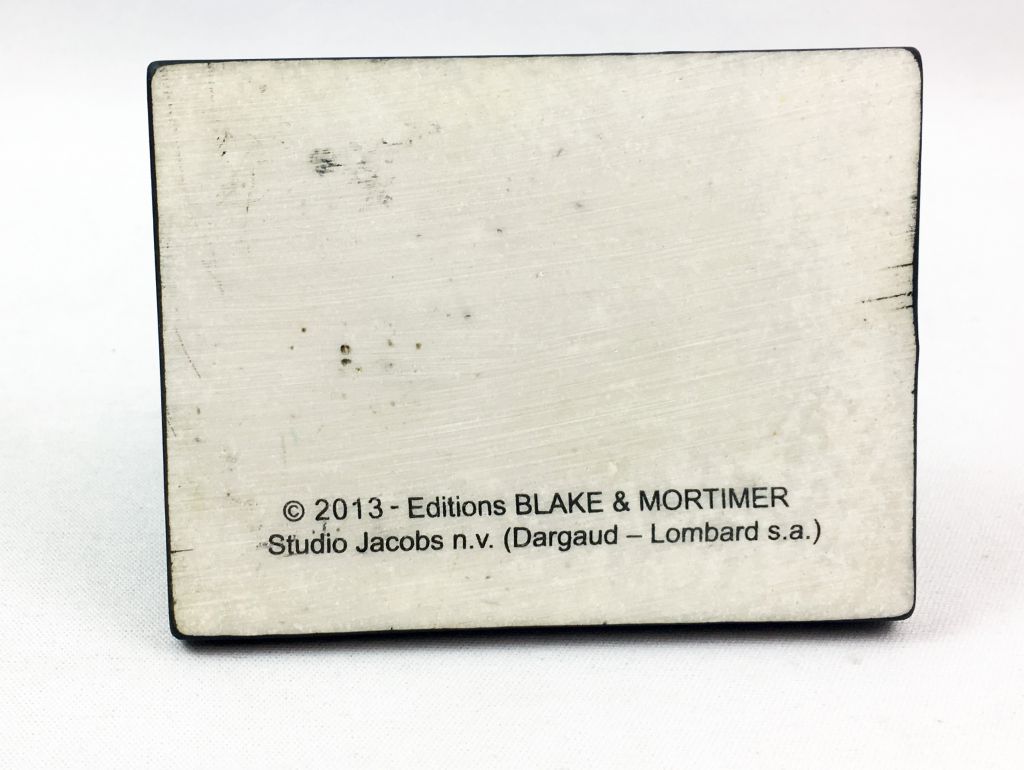 © 2013 - Editions BLAKE & MORTIMER
Studio Jacobs n.v. (Dargaud – Lombard s.a.)